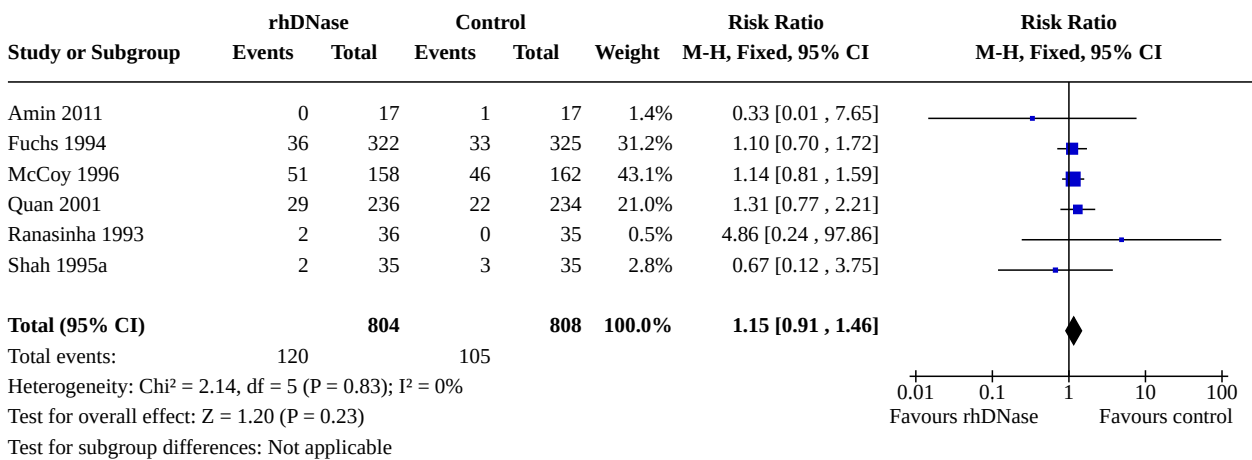 rhDNase Control Risk Ratio Risk Ratio
Study or Subgroup Events Total Events Total Weight M-H, Fixed, 95% CI M-H, Fixed, 95% CI
Amin 2011 0 17 1 17 1.4% 0.33 [0.01 , 7.65]
Fuchs 1994 36 322 33 325 31.2% 1.10 [0.70 , 1.72]
McCoy 1996 51 158 46 162 43.1% 1.14 [0.81 , 1.59]
Quan 2001 29 236 22 234 21.0% 1.31 [0.77 , 2.21]
Ranasinha 1993 2 36 0 35 0.5% 4.86 [0.24 , 97.86]
Shah 1995a 2 35 3 35 2.8% 0.67 [0.12 , 3.75]
Total (95% CI) 804 808 100.0% 1.15 [0.91 , 1.46]
Total events: 120 105
Heterogeneity: Chi² = 2.14, df = 5 (P = 0.83); I² = 0%
0.01 0.1 1 10 100
Test for overall effect: Z = 1.20 (P = 0.23) Favours rhDNase Favours control
Test for subgroup differences: Not applicable